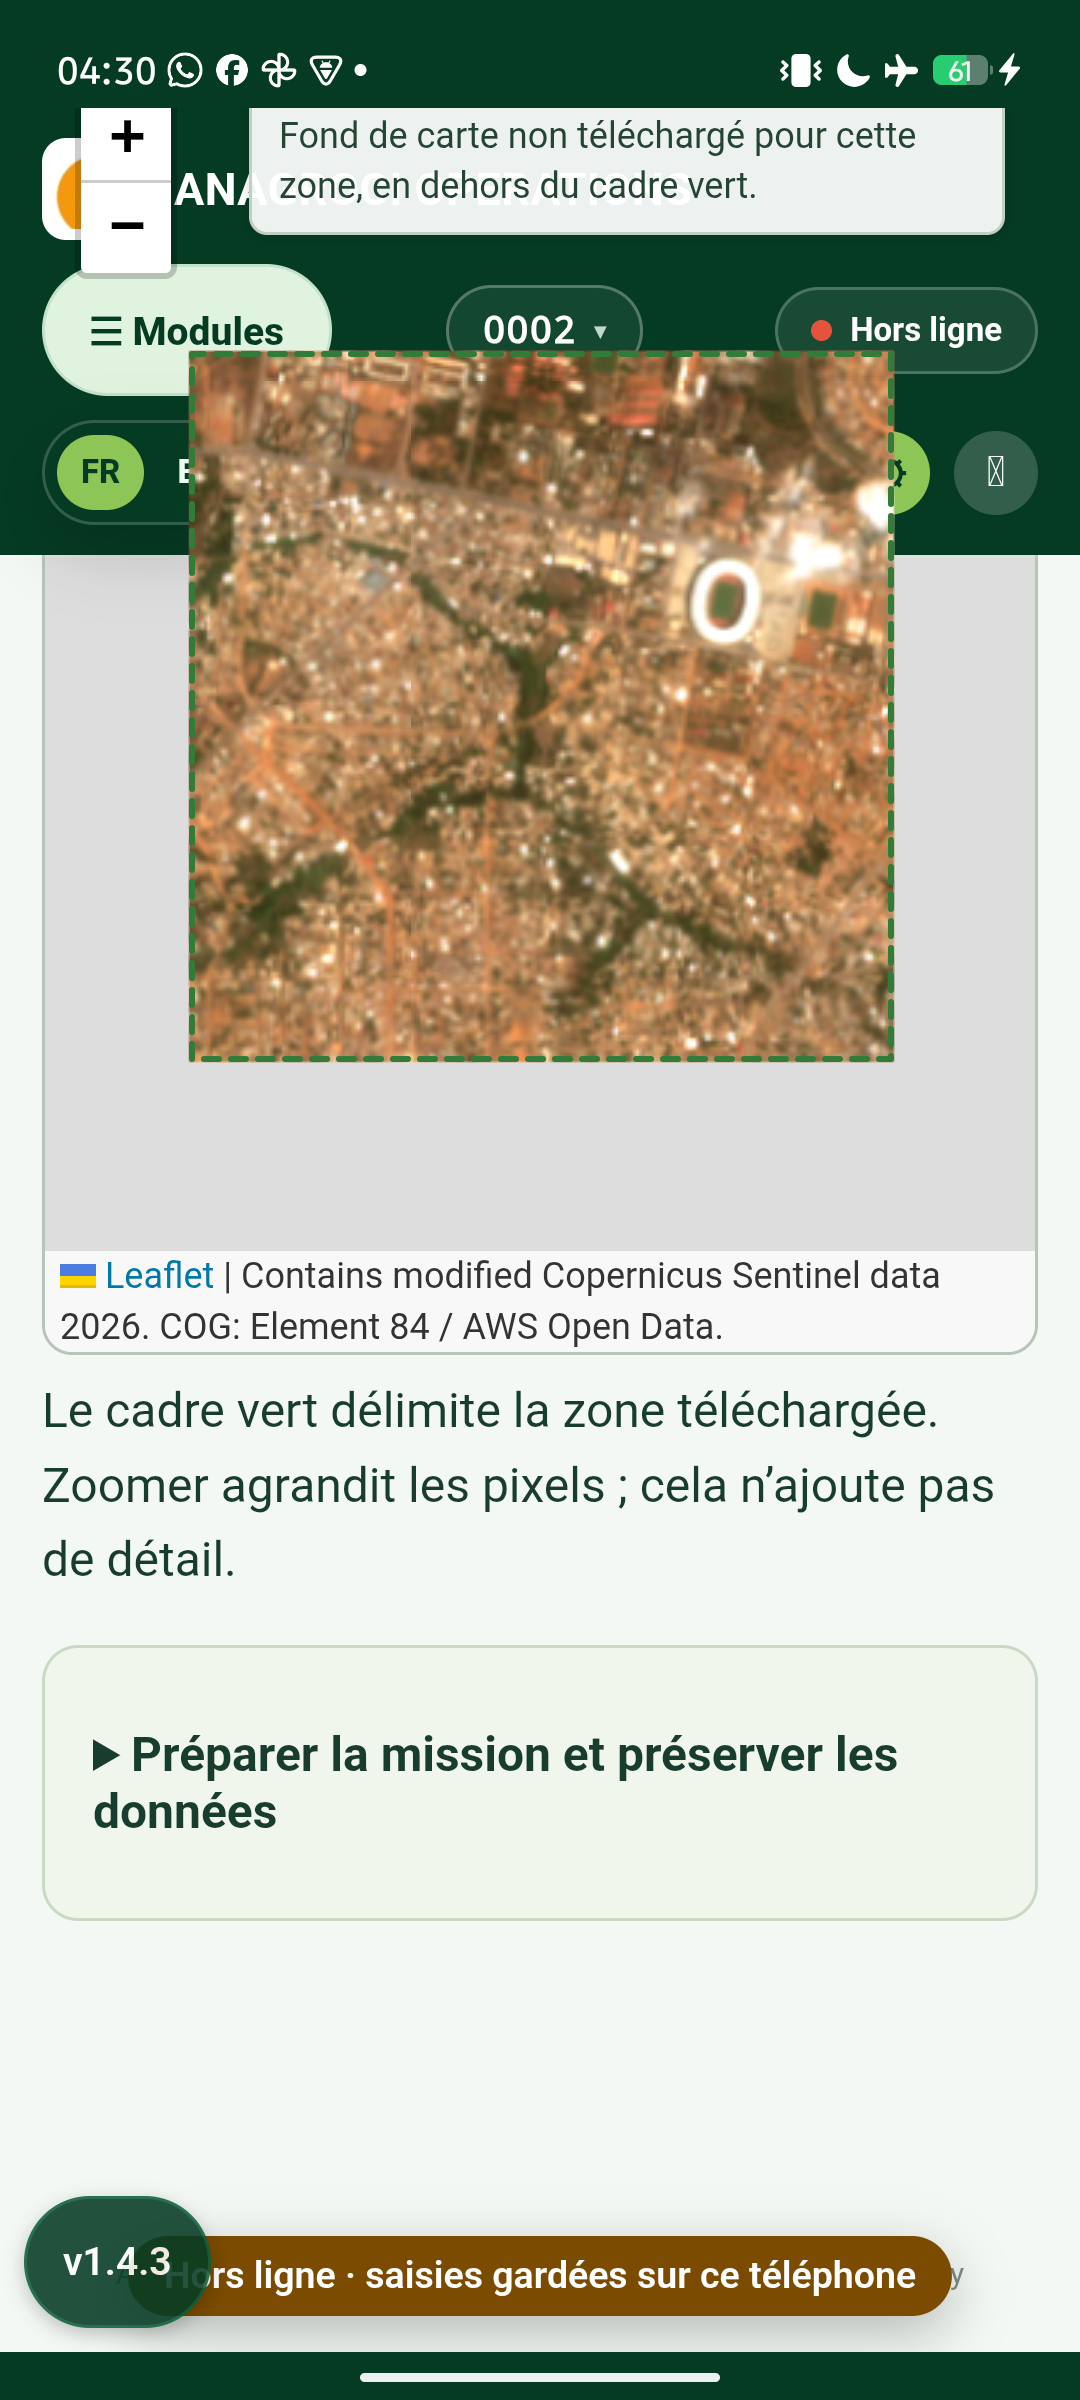 04:30
61
+
−
Fond de carte non téléchargé pour cette
zone, en dehors du cadre vert.
☰ Modules
0002 ▾
Hors ligne
FR
Leaflet | Contains modified Copernicus Sentinel data
2026. COG: Element 84 / AWS Open Data.
Le cadre vert délimite la zone téléchargée.
Zoomer agrandit les pixels ; cela n’ajoute pas
de détail.
▶ Préparer la mission et préserver les
données
v1.4.3
Hors ligne · saisies gardées sur ce téléphone